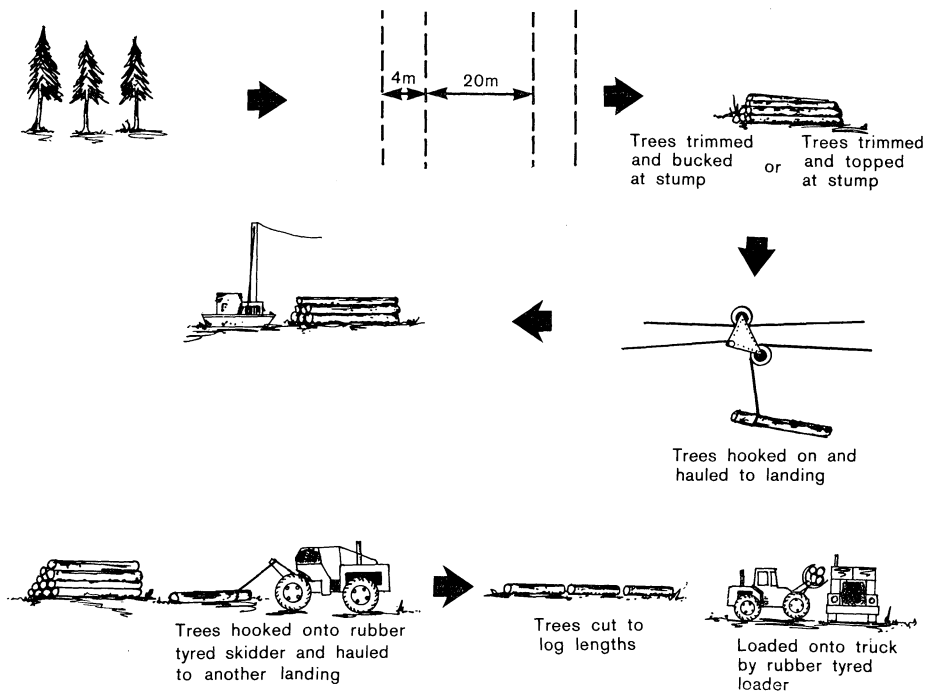 4m
20m
Trees trimmed
and bucked
at stump
or
Trees trimmed
and topped
at stump
Trees hooked on and
hauled to landing
Trees hooked onto rubber
tyred skidder and hauled
to another landing
Trees cut to
log lengths
Loaded onto truck
by rubber tyred
loader